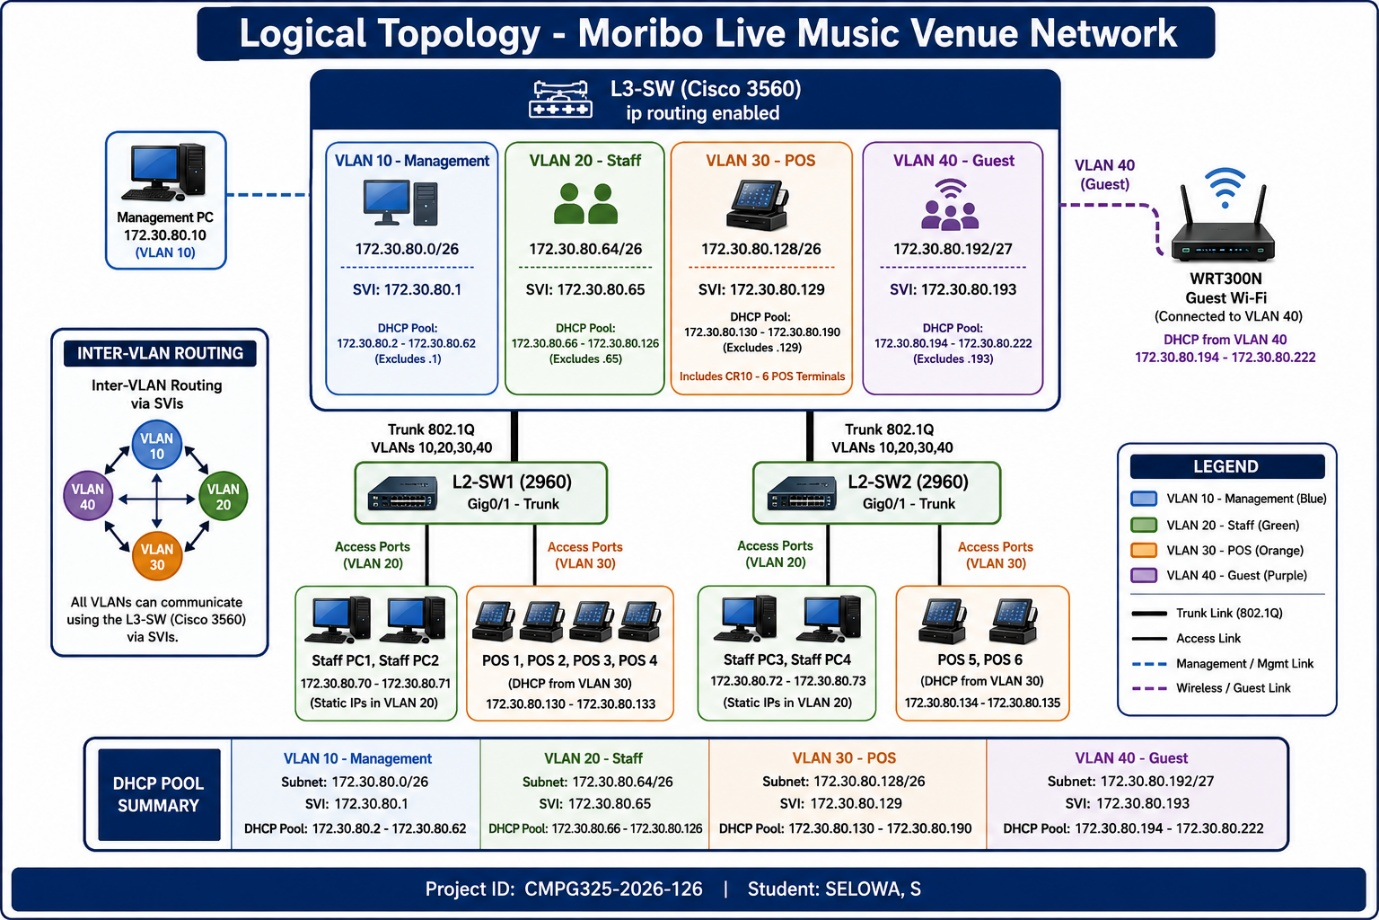 Logical Topology - Moribo Live Music Venue Network
L3-SW (Cisco 3560)
ip routing enabled
Management PC
172.30.80.10
(VLAN 10)
VLAN 10 - Management
172.30.80.0/26
SVI: 172.30.80.1
DHCP Pool:
172.30.80.2 - 172.30.80.62
(Excludes .1)
VLAN 20 - Staff
172.30.80.64/26
SVI: 172.30.80.65
DHCP Pool:
172.30.80.66 - 172.30.80.126
(Excludes .65)
VLAN 30 - POS
172.30.80.128/26
SVI: 172.30.80.129
DHCP Pool:
172.30.80.130 - 172.30.80.190
(Excludes .129)
Includes CR10 - 6 POS Terminals
VLAN 40 - Guest
172.30.80.192/27
SVI: 172.30.80.193
DHCP Pool:
172.30.80.194 - 172.30.80.222
(Excludes .193)
VLAN 40
(Guest)
WRT300N
Guest Wi-Fi
(Connected to VLAN 40)
DHCP from VLAN 40
172.30.80.194 - 172.30.80.222
INTER-VLAN ROUTING
Inter-VLAN Routing
via SVIs
VLAN
10
VLAN
40
VLAN
20
VLAN
30
All VLANs can communicate
using the L3-SW (Cisco 3560)
via SVIs.
Trunk 802.1Q
VLANs 10,20,30,40
Trunk 802.1Q
VLANs 10,20,30,40
L2-SW1 (2960)
Gig0/1 - Trunk
L2-SW2 (2960)
Gig0/1 - Trunk
Access Ports
(VLAN 20)
Access Ports
(VLAN 30)
Access Ports
(VLAN 20)
Access Ports
(VLAN 30)
Staff PC1, Staff PC2
172.30.80.70 - 172.30.80.71
(Static IPs in VLAN 20)
POS 1, POS 2, POS 3, POS 4
(DHCP from VLAN 30)
172.30.80.130 - 172.30.80.133
Staff PC3, Staff PC4
172.30.80.72 - 172.30.80.73
(Static IPs in VLAN 20)
POS 5, POS 6
(DHCP from VLAN 30)
172.30.80.134 - 172.30.80.135
LEGEND
VLAN 10 - Management (Blue)
VLAN 20 - Staff (Green)
VLAN 30 - POS (Orange)
VLAN 40 - Guest (Purple)
Trunk Link (802.1Q)
Access Link
Management / Mgmt Link
Wireless / Guest Link
DHCP POOL
SUMMARY
VLAN 10 - Management
Subnet: 172.30.80.0/26
SVI: 172.30.80.1
DHCP Pool: 172.30.80.2 - 172.30.80.62
VLAN 20 - Staff
Subnet: 172.30.80.64/26
SVI: 172.30.80.65
DHCP Pool: 172.30.80.66 - 172.30.80.126
VLAN 30 - POS
Subnet: 172.30.80.128/26
SVI: 172.30.80.129
DHCP Pool: 172.30.80.130 - 172.30.80.190
VLAN 40 - Guest
Subnet: 172.30.80.192/27
SVI: 172.30.80.193
DHCP Pool: 172.30.80.194 - 172.30.80.222
Project ID: CMPG325-2026-126 | Student: SELOWA, S